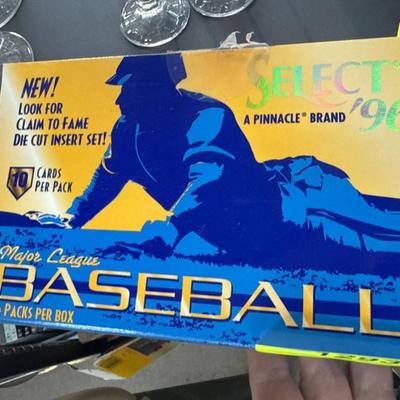 NEW!
LOOK FOR
CLAIM TO FAME
DIE CUT INSERT SET!
10 CARDS
PER PACK
SELECT
'96
A PINNACLE® BRAND
Major League
BASEBALL
PACKS PER BOX